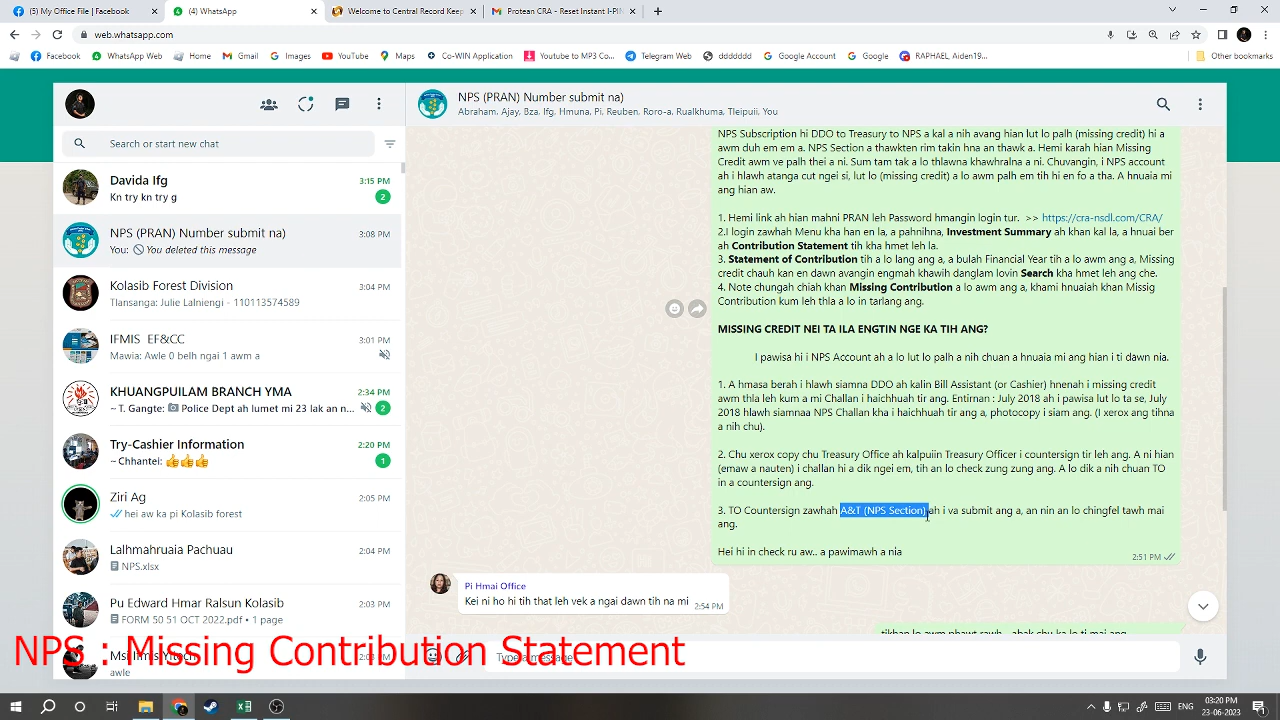 (5) My Office File | Facebook
(4) WhatsApp
Welcome to Central Record Keep
Protean CRA - Reset Instant I-PIN
web.whatsapp.com
Facebook
WhatsApp Web
Home
Gmail
Images
YouTube
Maps
Co-WIN Application
YouTube to MP3 Co...
Telegram Web
ddddddd
Google Account
Google
RAPHAEL, Aiden19...
Other bookmarks
Search or start new chat
Davida Ifg
3:15 PM
Kn try kn try g
2
NPS (PRAN) Number submit na)
3:08 PM
You: You deleted this message
Kolasib Forest Division
3:04 PM
Tlansanga: Julie Lalniengi - 110113574589
IFMIS EF&CC
3:01 PM
Mawia: Awle 0 belh ngai 1 awm a
KHUANGPUILAM BRANCH YMA
2:34 PM
~ T. Gangte: Police Dept ah lumet mi 23 lak an n...
2
Try-Cashier Information
2:20 PM
~ Chhantei: 👍👍👍
1
Ziri Ag
2:05 PM
hei aw ka pi Kolasib forest
Lalhmahruaia Pachuau
2:04 PM
NPS.xlsx
Pu Edward Hmar Ralsun Kolasib
2:03 PM
FORM 50 51 OCT 2022.pdf • 1 page
awle
NPS (PRAN) Number submit na)
Abraham, Ajay, Bza, Ifg, Hmuna, Pi, Reuben, Roro-a, Rualkhuma, Tleipuii, You
NPS Subscription hi DDO to Treasury to NPS a kal a nih avang hian lut lo palh (missing credit) hi a
awm duh em em a. NPS Section a thawkten rim takin hna an thawk a. Hemi karah hian Missing
Credit awm ve palh thei a ni. Sum tam tak a lo thlawna khawhralna a ni. Chuvangin, i NPS account
ah i hlawh atanga cut ngei si, lut lo (missing credit) a lo awm palh em tih hi en fo a tha. A hnuaia mi
ang hian aw.
1. Hemi link ah hian mahni PRAN leh Password hmangin login tur. >> https://cra-nsdl.com/CRA/
2.I login zawhah Menu kha han en la, a pahnihna, Investment Summary ah khan kal la, a hnuai ber
ah Contribution Statement tih kha hmet leh la.
3. Statement of Contribution tih a lo lang ang a, a bulah Financial Year tih a lo awm ang a, Missing
credit chauh kan en dawn avangin engmah khawih danglam lovin Search kha hmet leh ang che.
4. Note chungah chiah khan Missing Contribution a lo awm ang a, khami hnuaiah khan Missig
Contribution kum leh thla a lo in tarlang ang.
MISSING CREDIT NEI TA ILA ENGTIN NGE KA TIH ANG?
I pawisa hi i NPS Account ah a lo lut lo palh a nih chuan a hnuaia mi ang hian i ti dawn nia.
1. A hmasa berah i hlawh siamna DDO ah kalin Bill Assistant (or Cashier) hnenah i missing credit
awm thla leh kum a mi Challan i haichhuah tir ang a. Entirnan : July 2018 ah i pawisa lut lo ta se, July
2018 hlawh siamnaa NPS Challan kha i haichhuah tir ang a, photocopy i siam ang. (I xerox ang tihna
a nih chu).
2. Chu xerox copy chu Treasury Office ah kalpuiin Treasury Officer i countersign tir leh ang. A ni hian
(emaw a nauten) i challan hi a dik ngei em, tih an lo check zung zung ang. A lo dik a nih chuan TO
in a countersign ang.
3. TO Countersign zawhah A&T (NPS Section) ah i va submit ang a, an nin an lo chingfel tawh mai
ang.
Hei hi in check ru aw.. a pawimawh a nia
2:51 PM
Pi Hmai Office
Kei ni ho hi tih that leh vek a ngai dawn tih na mi
2:54 PM
Type a message
NPS : Missing Contribution Statement
ENG
03:20 PM
23-06-2023